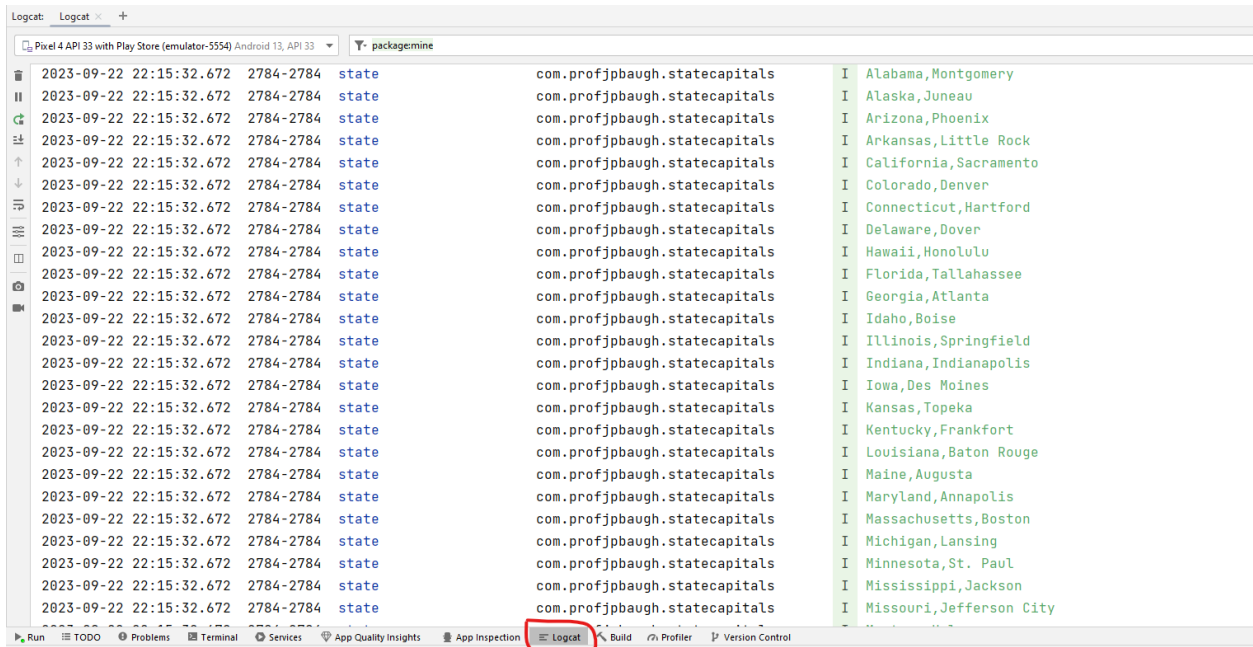 Logcat: Logcat × +
Pixel 4 API 33 with Play Store (emulator-5554) Android 13, API 33 package:mine
2023-09-22 22:15:32.672 2784-2784 state com.profjpbaugh.statecapitals I Alabama,Montgomery
2023-09-22 22:15:32.672 2784-2784 state com.profjpbaugh.statecapitals I Alaska,Juneau
2023-09-22 22:15:32.672 2784-2784 state com.profjpbaugh.statecapitals I Arizona,Phoenix
2023-09-22 22:15:32.672 2784-2784 state com.profjpbaugh.statecapitals I Arkansas,Little Rock
2023-09-22 22:15:32.672 2784-2784 state com.profjpbaugh.statecapitals I California,Sacramento
2023-09-22 22:15:32.672 2784-2784 state com.profjpbaugh.statecapitals I Colorado,Denver
2023-09-22 22:15:32.672 2784-2784 state com.profjpbaugh.statecapitals I Connecticut,Hartford
2023-09-22 22:15:32.672 2784-2784 state com.profjpbaugh.statecapitals I Delaware,Dover
2023-09-22 22:15:32.672 2784-2784 state com.profjpbaugh.statecapitals I Hawaii,Honolulu
2023-09-22 22:15:32.672 2784-2784 state com.profjpbaugh.statecapitals I Florida,Tallahassee
2023-09-22 22:15:32.672 2784-2784 state com.profjpbaugh.statecapitals I Georgia,Atlanta
2023-09-22 22:15:32.672 2784-2784 state com.profjpbaugh.statecapitals I Idaho,Boise
2023-09-22 22:15:32.672 2784-2784 state com.profjpbaugh.statecapitals I Illinois,Springfield
2023-09-22 22:15:32.672 2784-2784 state com.profjpbaugh.statecapitals I Indiana,Indianapolis
2023-09-22 22:15:32.672 2784-2784 state com.profjpbaugh.statecapitals I Iowa,Des Moines
2023-09-22 22:15:32.672 2784-2784 state com.profjpbaugh.statecapitals I Kansas,Topeka
2023-09-22 22:15:32.672 2784-2784 state com.profjpbaugh.statecapitals I Kentucky,Frankfort
2023-09-22 22:15:32.672 2784-2784 state com.profjpbaugh.statecapitals I Louisiana,Baton Rouge
2023-09-22 22:15:32.672 2784-2784 state com.profjpbaugh.statecapitals I Maine,Augusta
2023-09-22 22:15:32.672 2784-2784 state com.profjpbaugh.statecapitals I Maryland,Annapolis
2023-09-22 22:15:32.672 2784-2784 state com.profjpbaugh.statecapitals I Massachusetts,Boston
2023-09-22 22:15:32.672 2784-2784 state com.profjpbaugh.statecapitals I Michigan,Lansing
2023-09-22 22:15:32.672 2784-2784 state com.profjpbaugh.statecapitals I Minnesota,St. Paul
2023-09-22 22:15:32.672 2784-2784 state com.profjpbaugh.statecapitals I Mississippi,Jackson
2023-09-22 22:15:32.672 2784-2784 state com.profjpbaugh.statecapitals I Missouri,Jefferson City
Run TODO Problems Terminal Services App Quality Insights App Inspection Logcat Build Profiler Version Control